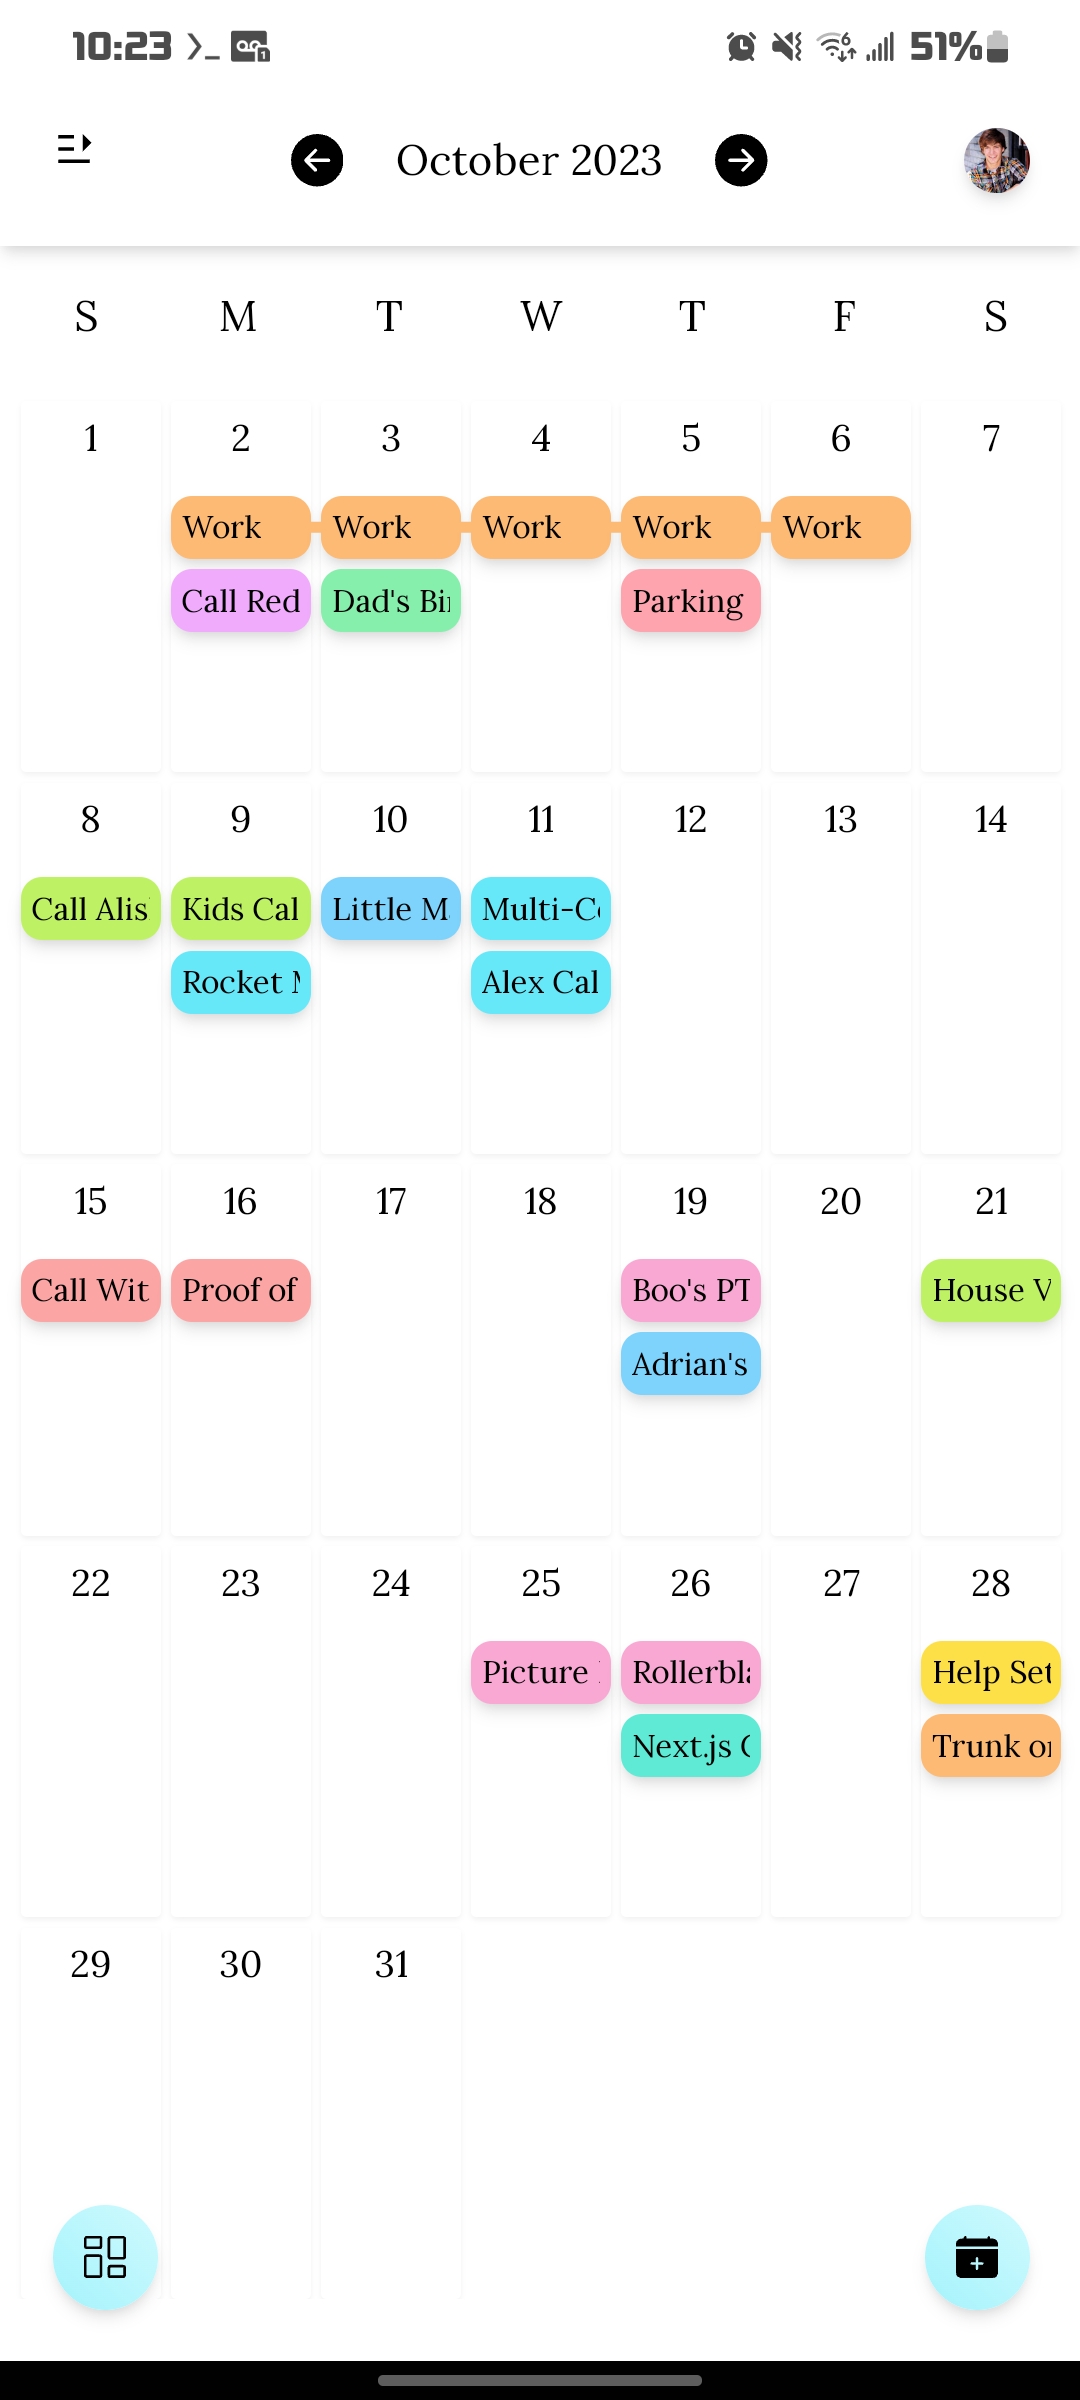 10:23
51%
October 2023
S M T W T F S
1 2 3 4 5 6 7
Work Work Work Work Work
Call Red Dad's Parking
8 9 10 11 12 13 14
Call Alis Kids Cal Little Multi-
Rocket Alex Cal
15 16 17 18 19 20 21
Call Wit Proof of Boo's PT House V
Adrian's
22 23 24 25 26 27 28
Picture Rollerbl Help Set
Next.js Trunk
29 30 31